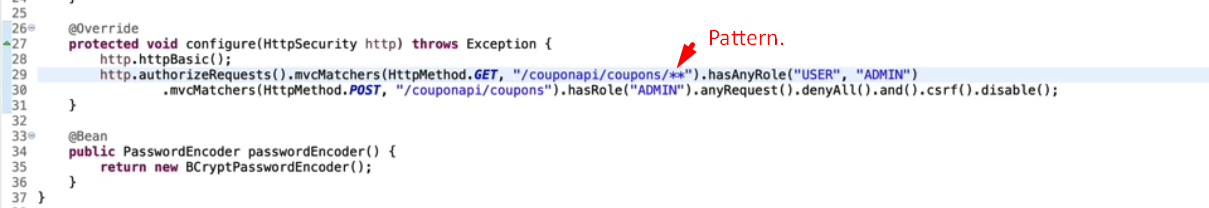 25
26 @Override
27 protected void configure(HttpSecurity http) throws Exception { Pattern.
28 http.httpBasic();
29 http.authorizeRequests().mvcMatchers(HttpMethod.GET, "/couponapi/coupons/**").hasAnyRole("USER", "ADMIN")
30 .mvcMatchers(HttpMethod.POST, "/couponapi/coupons").hasRole("ADMIN").anyRequest().denyAll().and().csrf().disable();
31 }
32
33 @Bean
34 public PasswordEncoder passwordEncoder() {
35 return new BCryptPasswordEncoder();
36 }
37 }